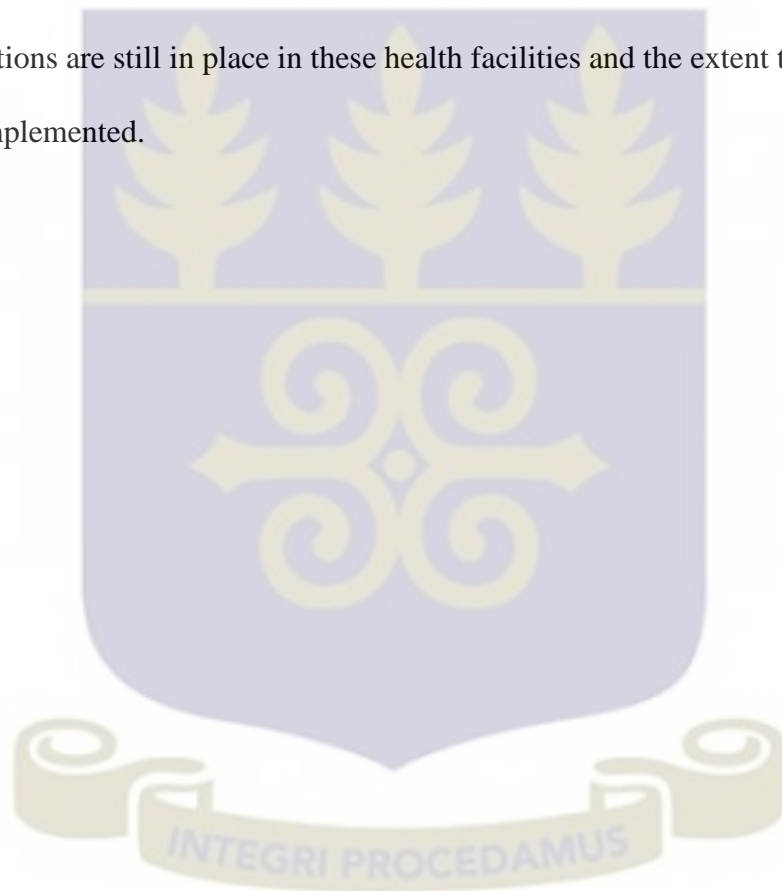 tions are still in place in these health facilities and the extent t
nplemented.
INTEGRI PROCEDAMUS